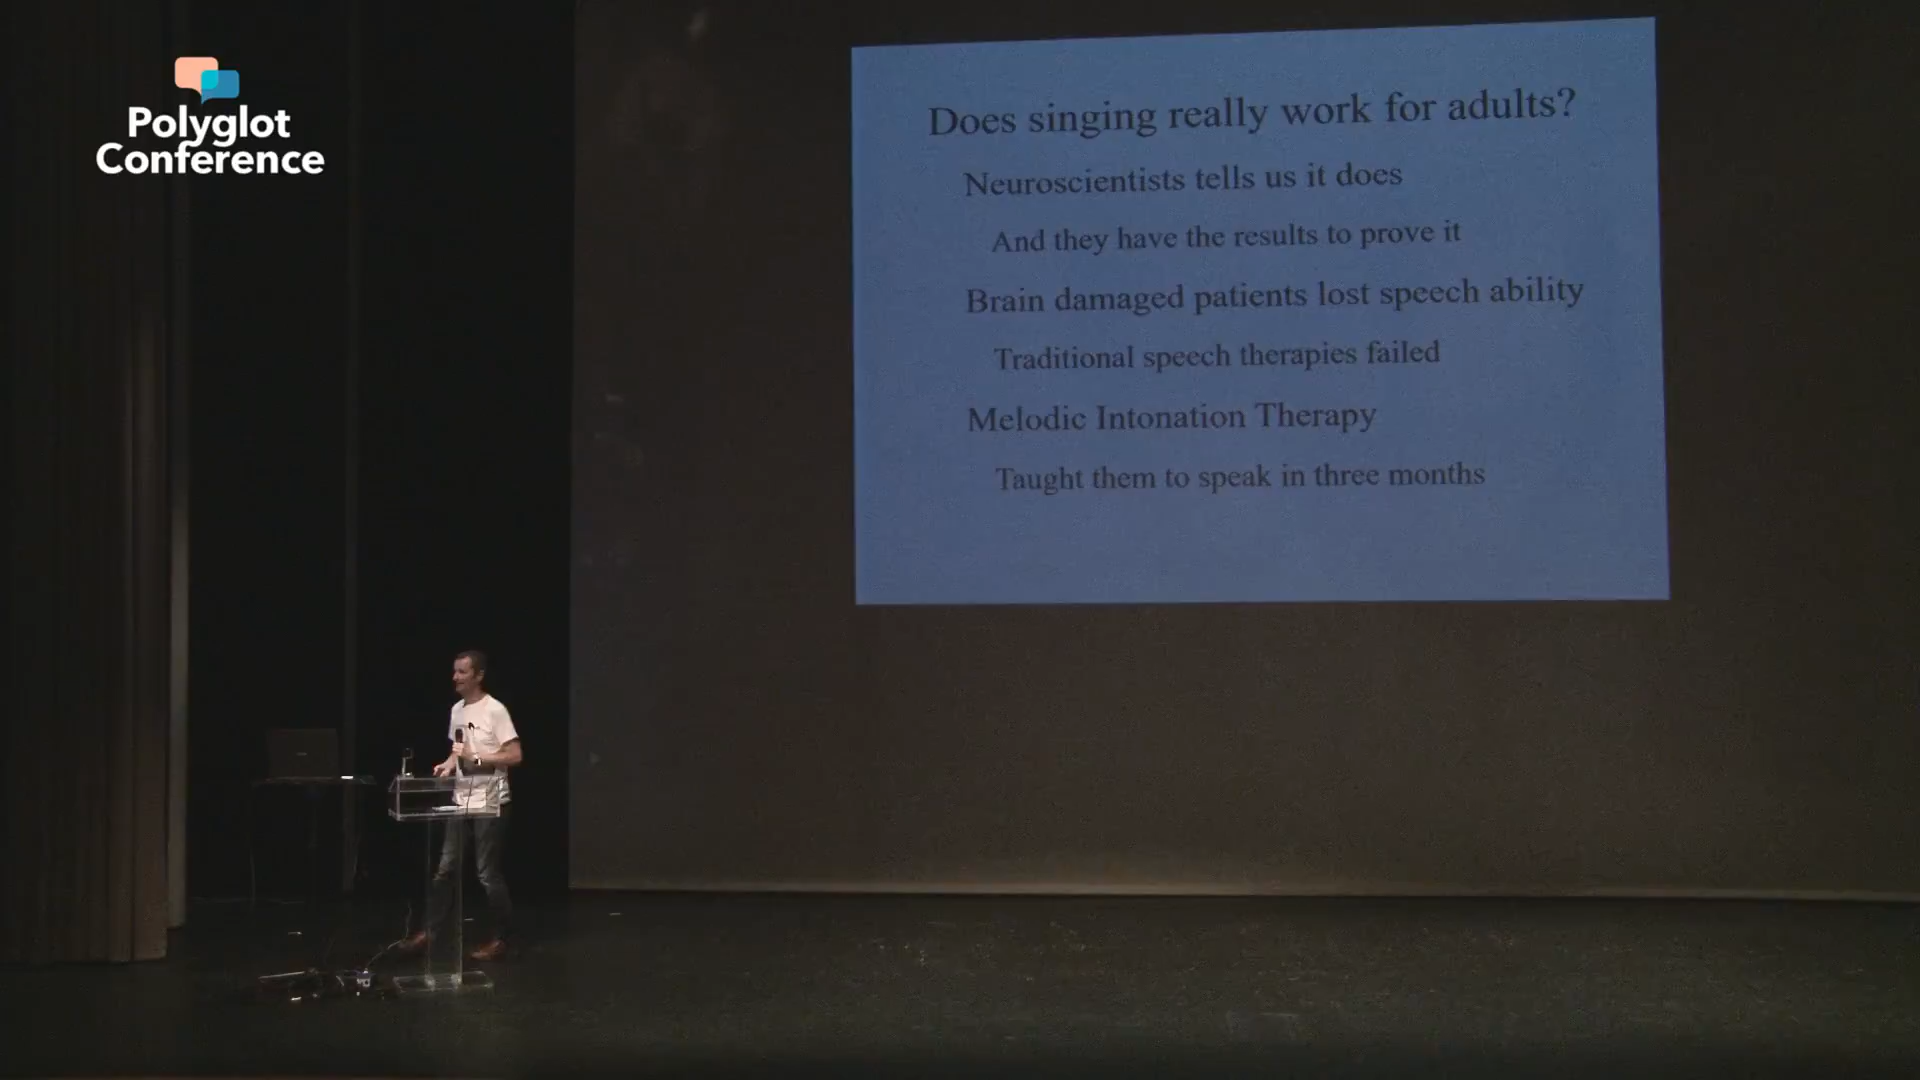 Polyglot
Conference
Does singing really work for adults?
Neuroscientists tells us it does
And they have the results to prove it
Brain damaged patients lost speech ability
Traditional speech therapies failed
Melodic Intonation Therapy
Taught them to speak in three months